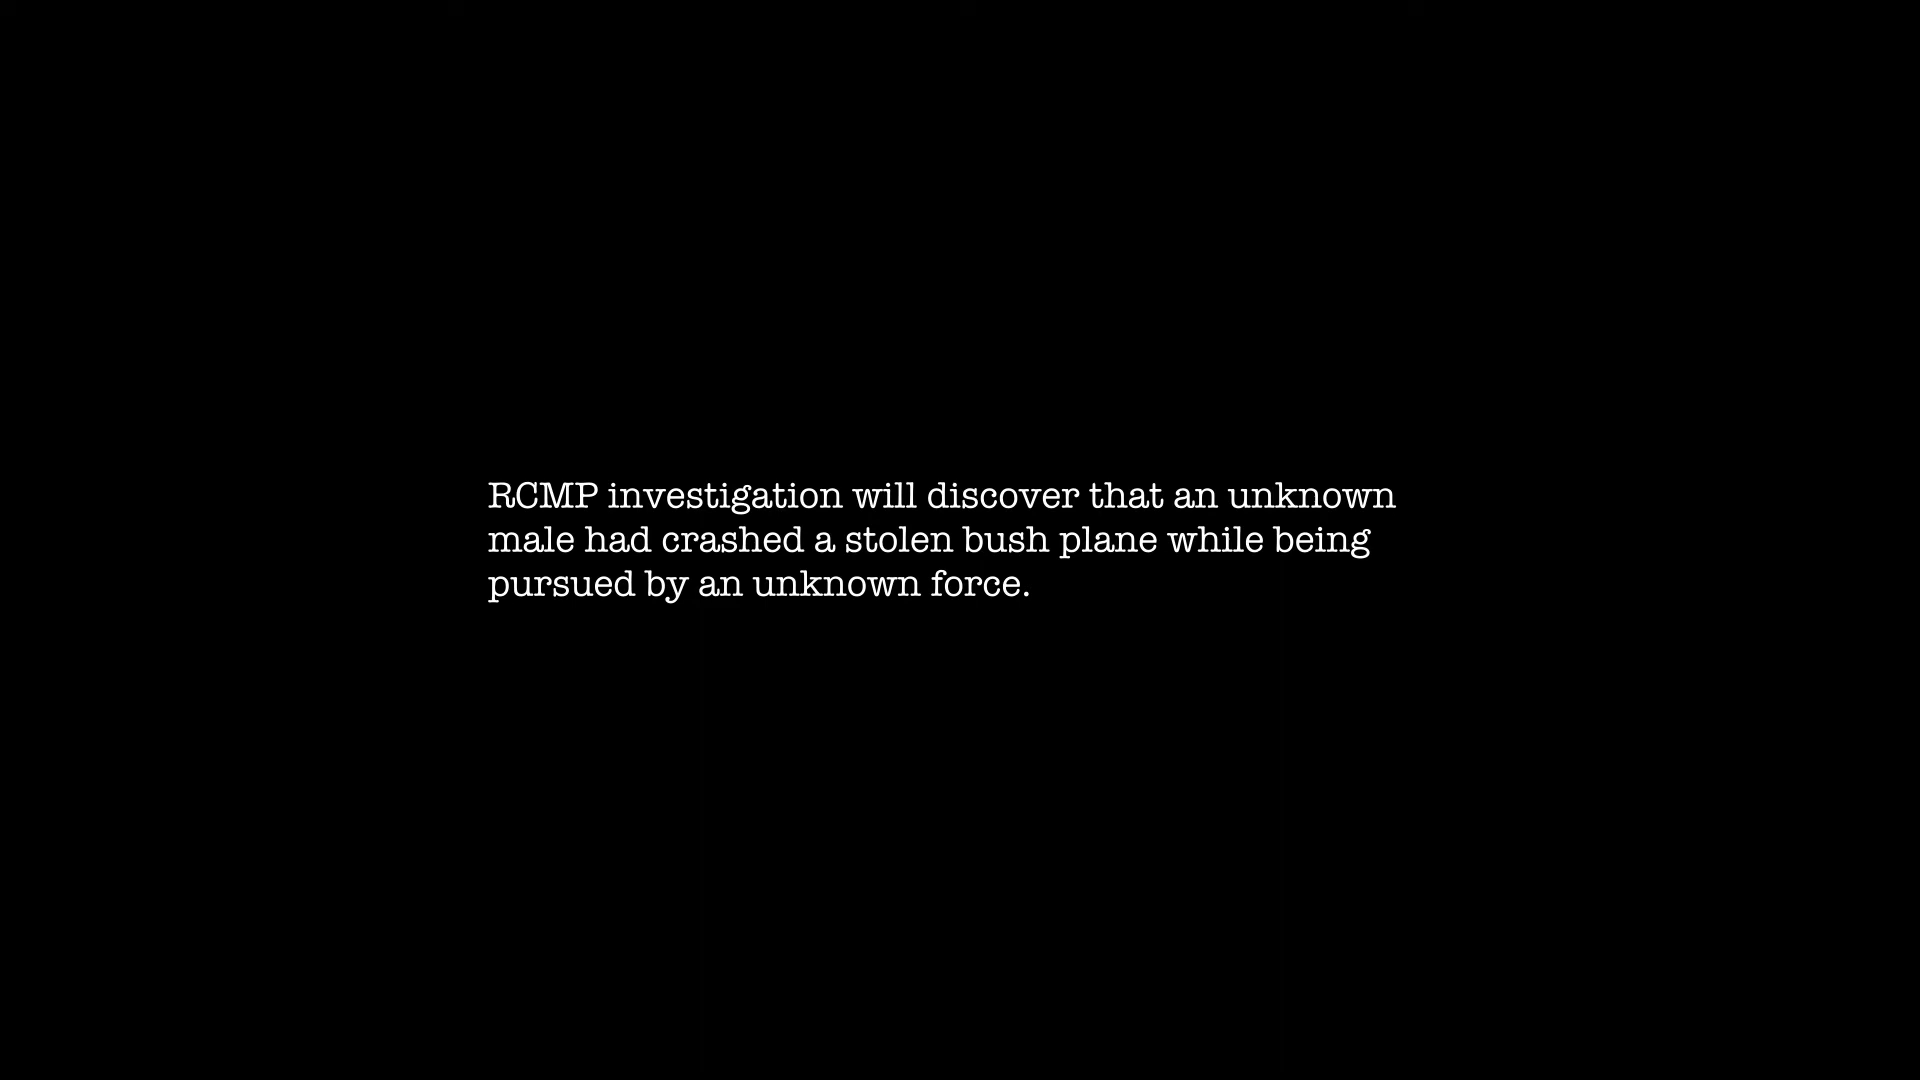 RCMP investigation will discover that an unknown
male had crashed a stolen bush plane while being
pursued by an unknown force.